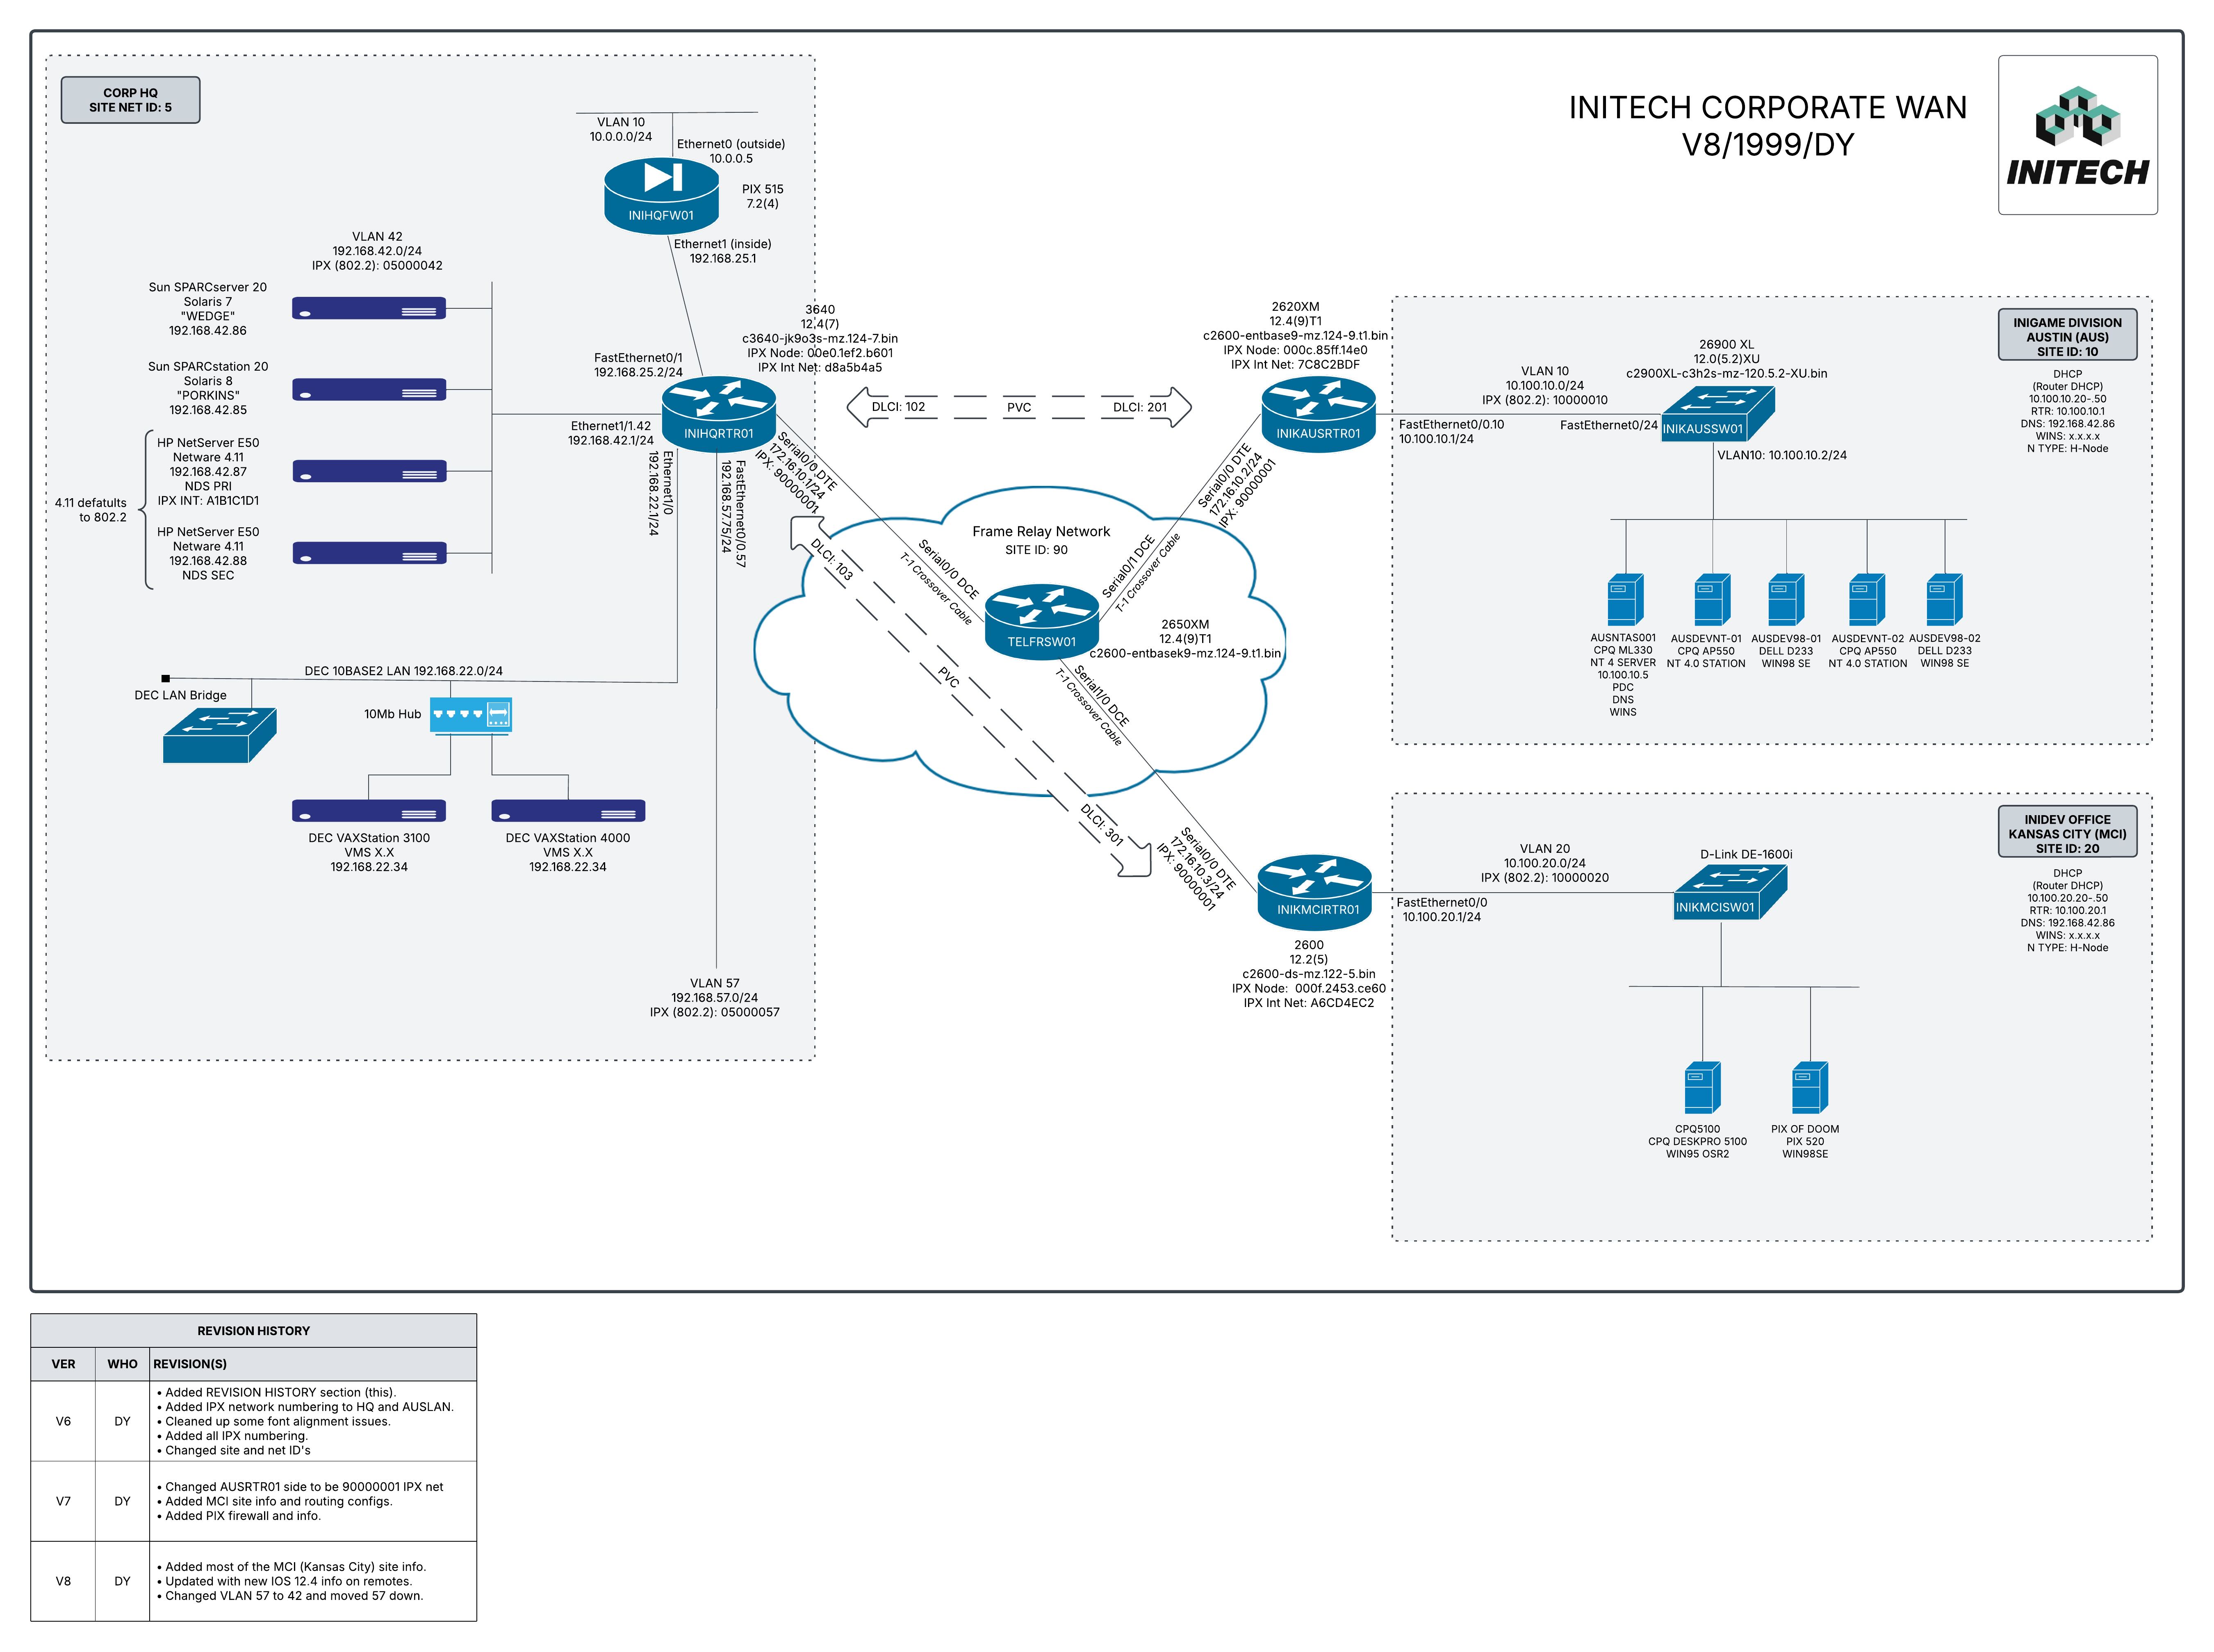 INITECH CORPORATE WAN
V8/1999/DY
INITECH
CORP HQ
SITE NET ID: 5
VLAN 10
10.0.0.0/24
Ethernet0 (outside)
10.0.0.5
PIX 515
7.2(4)
INIHQFW01
Ethernet1 (inside)
192.168.25.1
VLAN 42
192.168.42.0/24
IPX (802.2): 05000042
Sun SPARCserver 20
Solaris 7
"WEDGE"
192.168.42.86
Sun SPARCstation 20
Solaris 8
"PORKINS"
192.168.42.85
HP NetServer E50
Netware 4.11
192.168.42.87
NDS PRI
IPX INT: A1B1C1D1
4.11 defatults
to 802.2
HP NetServer E50
Netware 4.11
192.168.42.88
NDS SEC
3640
12.4(7)
c3640-jk9o3s-mz.124-7.bin
IPX Node: 00e0.1ef2.b601
IPX Int Net: d8a5b4a5
FastEthernet0/1
192.168.25.2/24
INIHQRTR01
Ethernet1/1.42
192.168.42.1/24
Ethernet1/0
192.168.22.1/24
FastEthernet0/0.57
192.168.57.75/24
Serial0/0 DTE
172.16.10.1/24
IPX: 90000001
DLCI: 102
PVC
DLCI: 201
DLCI: 103
PVC
DLCI: 301
Frame Relay Network
SITE ID: 90
Serial0/0 DCE
T-1 Crossover Cable
Serial0/1 DCE
T-1 Crossover Cable
TELFRSW01
2650XM
12.4(9)T1
c2600-entbasek9-mz.124-9.t1.bin
Serial1/0 DCE
T-1 Crossover Cable
DEC 10BASE2 LAN 192.168.22.0/24
DEC LAN Bridge
10Mb Hub
DEC VAXStation 3100
VMS X.X
192.168.22.34
DEC VAXStation 4000
VMS X.X
192.168.22.34
VLAN 57
192.168.57.0/24
IPX (802.2): 05000057
2620XM
12.4(9)T1
c2600-entbase9-mz.124-9.t1.bin
IPX Node: 000c.85ff.14e0
IPX Int Net: 7C8C2BDF
INIKAUSRTR01
Serial0/0 DTE
172.16.10.2/24
IPX: 90000001
VLAN 10
10.100.10.0/24
IPX (802.2): 10000010
FastEthernet0/0.10
10.100.10.1/24
FastEthernet0/24
26900 XL
12.0(5.2)XU
c2900XL-c3h2s-mz-120.5.2-XU.bin
INIKAUSSW01
VLAN10: 10.100.10.2/24
INIGAME DIVISION
AUSTIN (AUS)
SITE ID: 10
DHCP
(Router DHCP)
10.100.10.20-.50
RTR: 10.100.10.1
DNS: 192.168.42.86
WINS: x.x.x.x
N TYPE: H-Node
AUSNTAS001
CPQ ML330
NT 4 SERVER
10.100.10.5
PDC
DNS
WINS
AUSDEVNT-01
CPQ AP550
NT 4.0 STATION
AUSDEV98-01
DELL D233
WIN98 SE
AUSDEVNT-02
CPQ AP550
NT 4.0 STATION
AUSDEV98-02
DELL D233
WIN98 SE
Serial0/0 DTE
172.16.10.3/24
IPX: 90000001
INIKMCIRTR01
2600
12.2(5)
c2600-ds-mz.122-5.bin
IPX Node: 000f.2453.ce60
IPX Int Net: A6CD4EC2
FastEthernet0/0
10.100.20.1/24
VLAN 20
10.100.20.0/24
IPX (802.2): 10000020
D-Link DE-1600i
INIKMCISW01
INIDEV OFFICE
KANSAS CITY (MCI)
SITE ID: 20
DHCP
(Router DHCP)
10.100.20.20-.50
RTR: 10.100.20.1
DNS: 192.168.42.86
WINS: x.x.x.x
N TYPE: H-Node
CPQ5100
CPQ DESKPRO 5100
WIN95 OSR2
PIX OF DOOM
PIX 520
WIN98SE
REVISION HISTORY
VER WHO REVISION(S)
V6 DY
• Added REVISION HISTORY section (this).
• Added IPX network numbering to HQ and AUSLAN.
• Cleaned up some font alignment issues.
• Added all IPX numbering.
• Changed site and net ID's
V7 DY
• Changed AUSRTR01 side to be 90000001 IPX net
• Added MCI site info and routing configs.
• Added PIX firewall and info.
V8 DY
• Added most of the MCI (Kansas City) site info.
• Updated with new IOS 12.4 info on remotes.
• Changed VLAN 57 to 42 and moved 57 down.